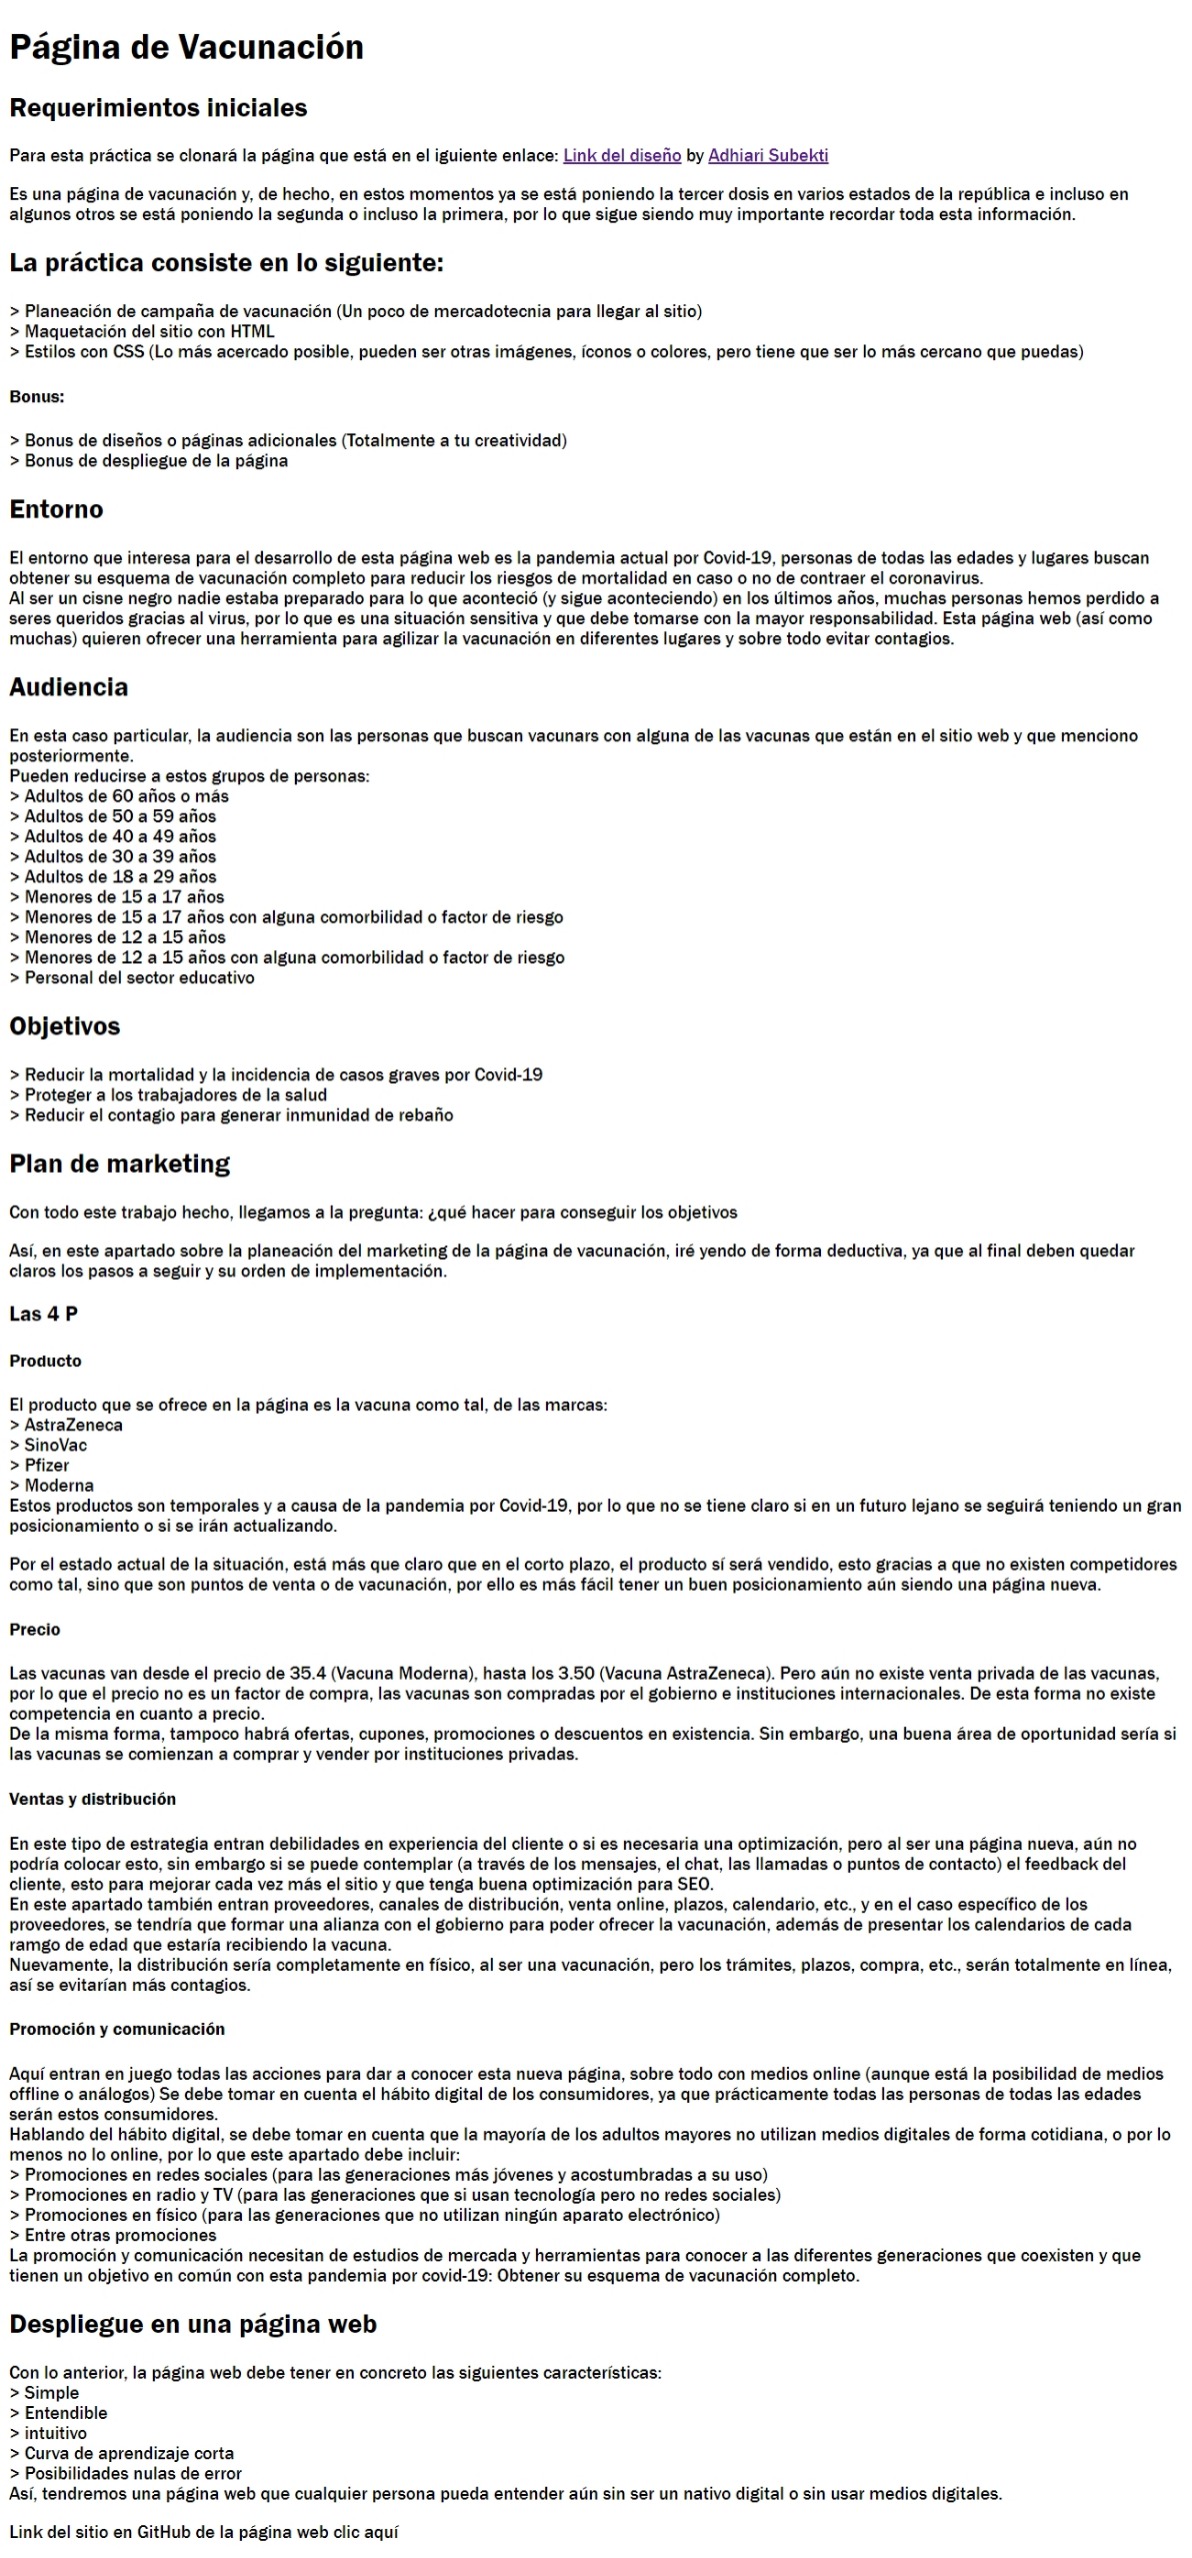 Página de Vacunación
Requerimientos iniciales
Para esta práctica se clonará la página que está en el iguiente enlace: Link del diseño by Adhiari Subekti
Es una página de vacunación y, de hecho, en estos momentos ya se está poniendo la tercer dosis en varios estados de la república e incluso en
algunos otros se está poniendo la segunda o incluso la primera, por lo que sigue siendo muy importante recordar toda esta información.
La práctica consiste en lo siguiente:
> Planeación de campaña de vacunación (Un poco de mercadotecnia para llegar al sitio)
> Maquetación del sitio con HTML
> Estilos con CSS (Lo más acercado posible, pueden ser otras imágenes, íconos o colores, pero tiene que ser lo más cercano que puedas)
Bonus:
> Bonus de diseños o páginas adicionales (Totalmente a tu creatividad)
> Bonus de despliegue de la página
Entorno
El entorno que interesa para el desarrollo de esta página web es la pandemia actual por Covid-19, personas de todas las edades y lugares buscan
obtener su esquema de vacunación completo para reducir los riesgos de mortalidad en caso o no de contraer el coronavirus.
Al ser un cisne negro nadie estaba preparado para lo que aconteció (y sigue aconteciendo) en los últimos años, muchas personas hemos perdido a
seres queridos gracias al virus, por lo que es una situación sensitiva y que debe tomarse con la mayor responsabilidad. Esta página web (así como
muchas) quieren ofrecer una herramienta para agilizar la vacunación en diferentes lugares y sobre todo evitar contagios.
Audiencia
En esta caso particular, la audiencia son las personas que buscan vacunars con alguna de las vacunas que están en el sitio web y que menciono
posteriormente.
Pueden reducirse a estos grupos de personas:
> Adultos de 60 años o más
> Adultos de 50 a 59 años
> Adultos de 40 a 49 años
> Adultos de 30 a 39 años
> Adultos de 18 a 29 años
> Menores de 15 a 17 años
> Menores de 15 a 17 años con alguna comorbilidad o factor de riesgo
> Menores de 12 a 15 años
> Menores de 12 a 15 años con alguna comorbilidad o factor de riesgo
> Personal del sector educativo
Objetivos
> Reducir la mortalidad y la incidencia de casos graves por Covid-19
> Proteger a los trabajadores de la salud
> Reducir el contagio para generar inmunidad de rebaño
Plan de marketing
Con todo este trabajo hecho, llegamos a la pregunta: ¿qué hacer para conseguir los objetivos
Así, en este apartado sobre la planeación del marketing de la página de vacunación, iré yendo de forma deductiva, ya que al final deben quedar
claros los pasos a seguir y su orden de implementación.
Las 4 P
Producto
El producto que se ofrece en la página es la vacuna como tal, de las marcas:
> AstraZeneca
> SinoVac
> Pfizer
> Moderna
Estos productos son temporales y a causa de la pandemia por Covid-19, por lo que no se tiene claro si en un futuro lejano se seguirá teniendo un gran
posicionamiento o si se irán actualizando.
Por el estado actual de la situación, está más que claro que en el corto plazo, el producto sí será vendido, esto gracias a que no existen competidores
como tal, sino que son puntos de venta o de vacunación, por ello es más fácil tener un buen posicionamiento aún siendo una página nueva.
Precio
Las vacunas van desde el precio de 35.4 (Vacuna Moderna), hasta los 3.50 (Vacuna AstraZeneca). Pero aún no existe venta privada de las vacunas,
por lo que el precio no es un factor de compra, las vacunas son compradas por el gobierno e instituciones internacionales. De esta forma no existe
competencia en cuanto a precio.
De la misma forma, tampoco habrá ofertas, cupones, promociones o descuentos en existencia. Sin embargo, una buena área de oportunidad sería si
las vacunas se comienzan a comprar y vender por instituciones privadas.
Ventas y distribución
En este tipo de estrategia entran debilidades en experiencia del cliente o si es necesaria una optimización, pero al ser una página nueva, aún no
podría colocar esto, sin embargo si se puede contemplar (a través de los mensajes, el chat, las llamadas o puntos de contacto) el feedback del
cliente, esto para mejorar cada vez más el sitio y que tenga buena optimización para SEO.
En este apartado también entran proveedores, canales de distribución, venta online, plazos, calendario, etc., y en el caso específico de los
proveedores, se tendría que formar una alianza con el gobierno para poder ofrecer la vacunación, además de presentar los calendarios de cada
ramgo de edad que estaría recibiendo la vacuna.
Nuevamente, la distribución sería completamente en físico, al ser una vacunación, pero los trámites, plazos, compra, etc., serán totalmente en línea,
así se evitarían más contagios.
Promoción y comunicación
Aquí entran en juego todas las acciones para dar a conocer esta nueva página, sobre todo con medios online (aunque está la posibilidad de medios
offline o análogos) Se debe tomar en cuenta el hábito digital de los consumidores, ya que prácticamente todas las personas de todas las edades
serán estos consumidores.
Hablando del hábito digital, se debe tomar en cuenta que la mayoría de los adultos mayores no utilizan medios digitales de forma cotidiana, o por lo
menos no lo online, por lo que este apartado debe incluir:
> Promociones en redes sociales (para las generaciones más jóvenes y acostumbradas a su uso)
> Promociones en radio y TV (para las generaciones que si usan tecnología pero no redes sociales)
> Promociones en físico (para las generaciones que no utilizan ningún aparato electrónico)
> Entre otras promociones
La promoción y comunicación necesitan de estudios de mercada y herramientas para conocer a las diferentes generaciones que coexisten y que
tienen un objetivo en común con esta pandemia por covid-19: Obtener su esquema de vacunación completo.
Despliegue en una página web
Con lo anterior, la página web debe tener en concreto las siguientes características:
> Simple
> Entendible
> intuitivo
> Curva de aprendizaje corta
> Posibilidades nulas de error
Así, tendremos una página web que cualquier persona pueda entender aún sin ser un nativo digital o sin usar medios digitales.
Link del sitio en GitHub de la página web clic aquí